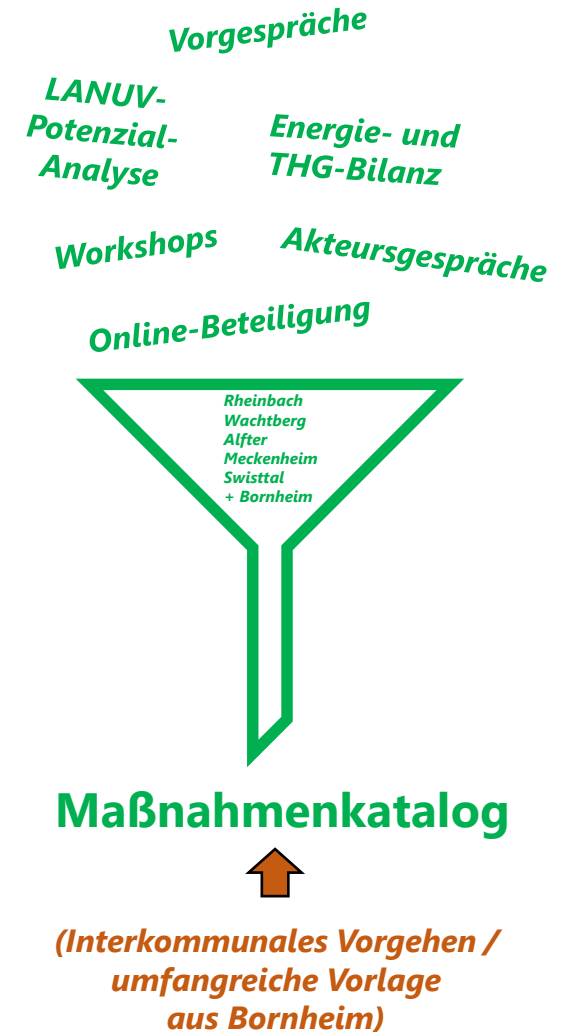 Vorgespräche
LANUV-
Potenzial-
Analyse
Energie- und
THG-Bilanz
Workshops
Akteursgespräche
Online-Beteiligung
Rheinbach
Wachtberg
Alfter
Meckenheim
Swisttal
+ Bornheim
Maßnahmenkatalog
(Interkommunales Vorgehen /
umfangreiche Vorlage
aus Bornheim)